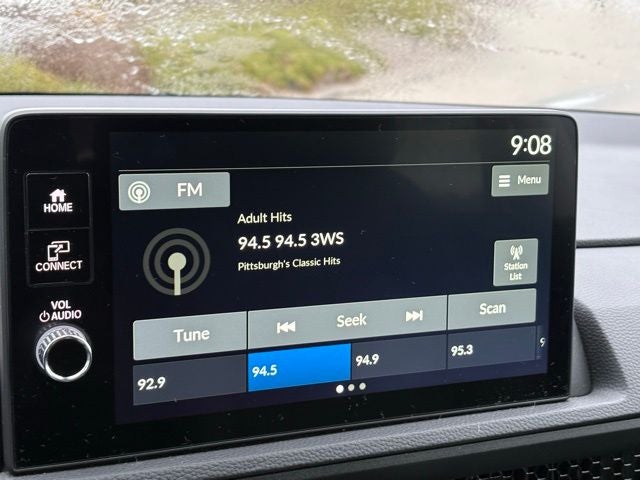 9:08
FM
Menu
HOME
Adult Hits
94.5 94.5 3WS
Pittsburgh's Classic Hits
CONNECT
Station
List
VOL
AUDIO
Tune
Seek
Scan
92.9
94.5
94.9
95.3
9